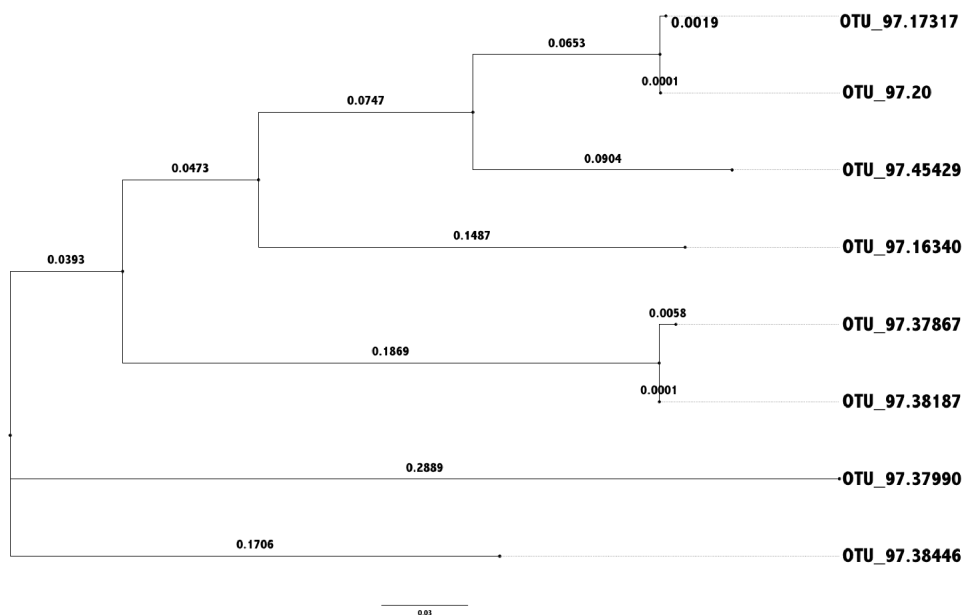 0.0019 OTU_97.17317
0.0653
0.0001 OTU_97.20
0.0747
0.0904 OTU_97.45429
0.0473
0.1487 OTU_97.16340
0.0393
0.0058 OTU_97.37867
0.1869
0.0001 OTU_97.38187
0.2889 OTU_97.37990
0.1706 OTU_97.38446
0.03